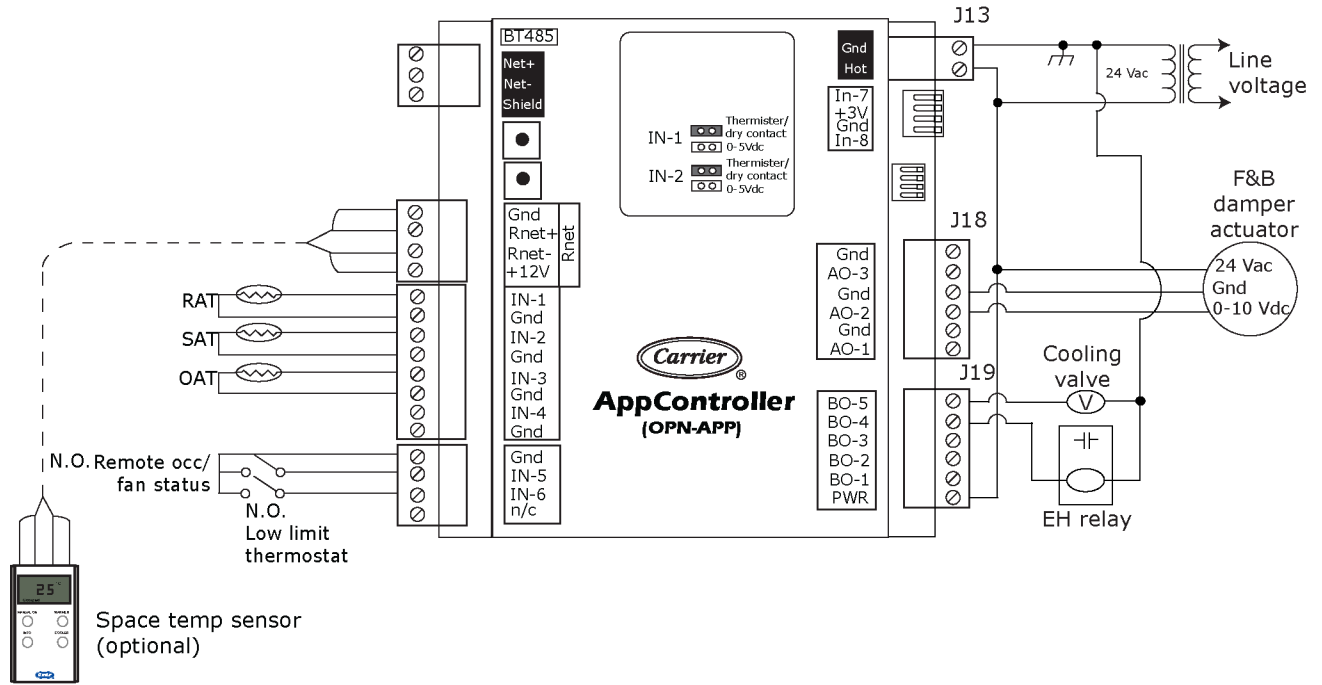 J13
BT485
Net+
Net-
Shield
Gnd
Hot
24 Vac
Line
voltage
In-7
+3V
Gnd
In-8
IN-1
Thermister/
dry contact
0-5Vdc
IN-2
Thermister/
dry contact
0-5Vdc
F&B
damper
actuator
24 Vac
Gnd
0-10 Vdc
Gnd
Rnet+
Rnet-
+12V
Rnet
J18
Gnd
AO-3
Gnd
AO-2
Gnd
AO-1
RAT
SAT
OAT
IN-1
Gnd
IN-2
Gnd
IN-3
Gnd
IN-4
Gnd
Carrier
®
AppController
(OPN-APP)
Cooling
valve
V
J19
BO-5
BO-4
BO-3
BO-2
BO-1
PWR
EH relay
N.O. Remote occ/
fan status
Gnd
IN-5
IN-6
n/c
N.O.
Low limit
thermostat
25
Space temp sensor
(optional)